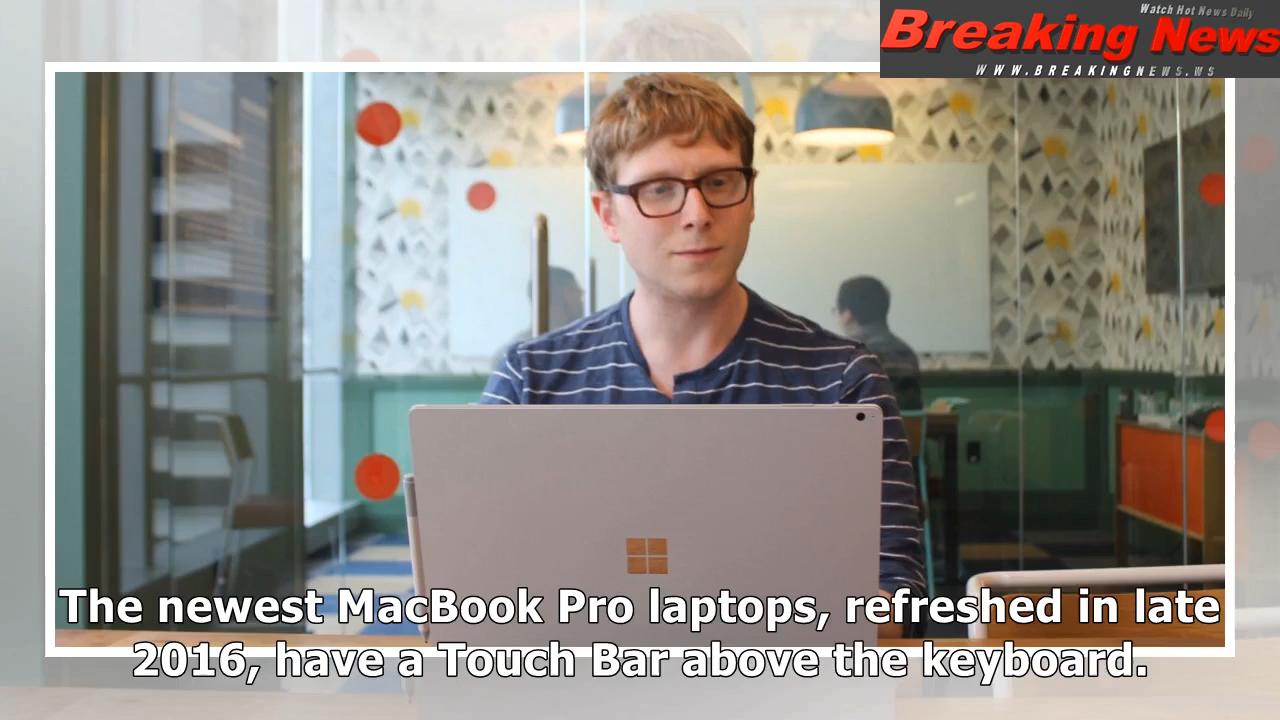 Watch Hot News Daily
Breaking News
WWW.BREAKINGNEWS.WS
The newest MacBook Pro laptops, refreshed in late
2016, have a Touch Bar above the keyboard.